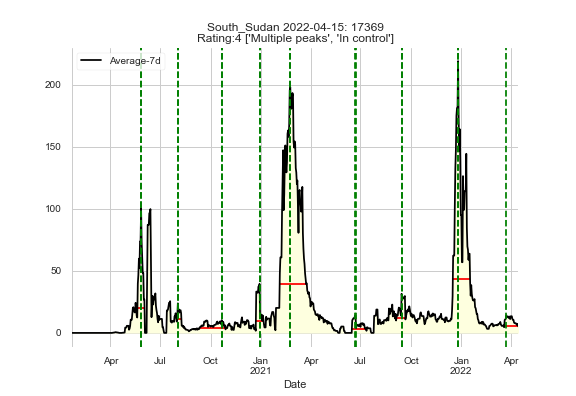 South_Sudan 2022-04-15: 17369
Rating:4 ['Multiple peaks', 'In control']
Average-7d
200
150
100
50
0
Apr
Jul
Oct
Jan
2021
Apr
Jul
Oct
Jan
2022
Apr
Date